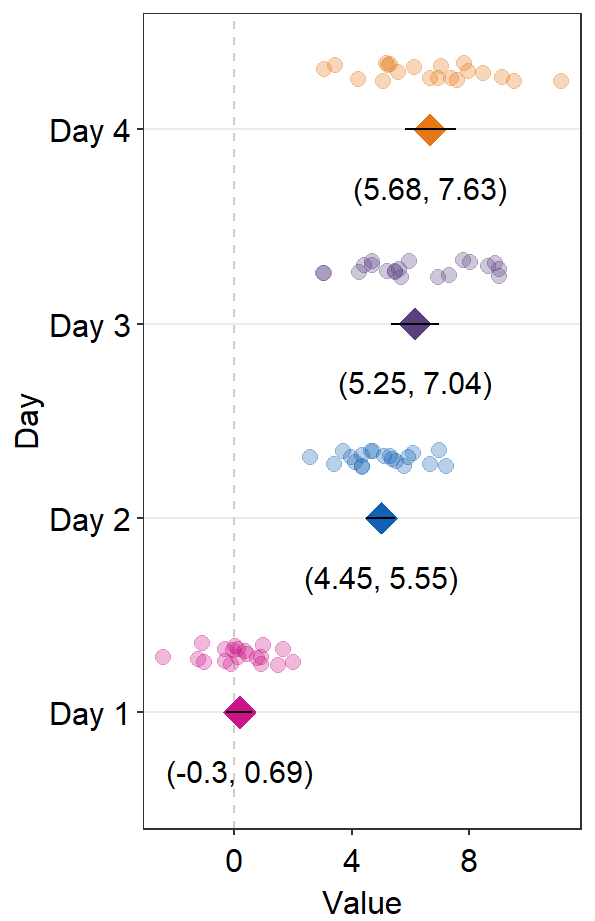 Day 4
(5.68, 7.63)
Day 3
(5.25, 7.04)
Day
Day 2
(4.45, 5.55)
Day 1
(-0.3, 0.69)
0 4 8
Value